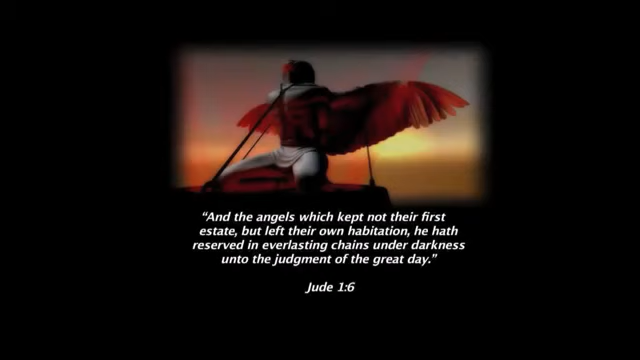 “And the angels which kept not their first
estate, but left their own habitation, he hath
reserved in everlasting chains under darkness
unto the judgment of the great day.”
Jude 1:6